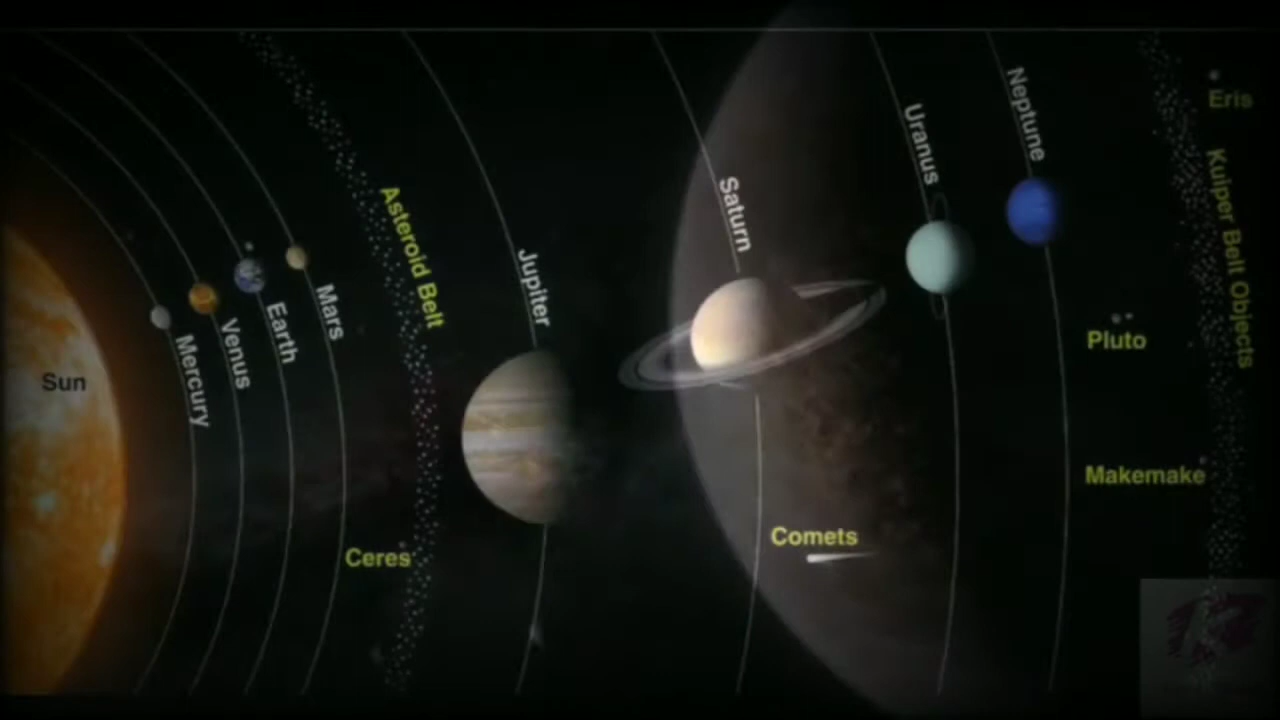 Sun
Mercury
Venus
Earth
Mars
Asteroid Belt
Ceres
Jupiter
Saturn
Comets
Uranus
Neptune
Pluto
Makemake
Eris
Kuiper Belt Objects